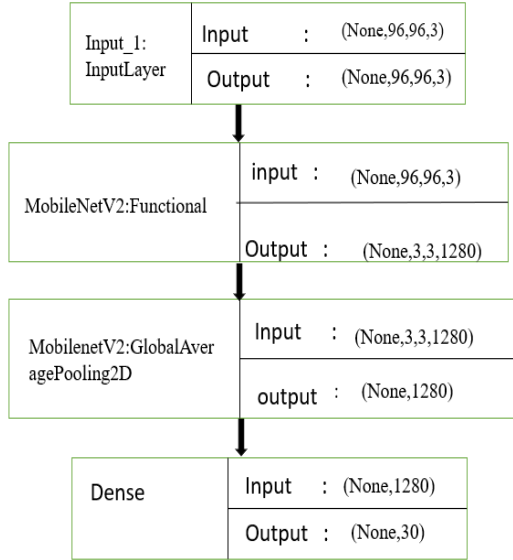 Input_1:
InputLayer
Input : (None,96,96,3)
Output : (None,96,96,3)
MobileNetV2:Functional
input : (None,96,96,3)
Output : (None,3,3,1280)
MobilenetV2:GlobalAver
agePooling2D
Input : (None,3,3,1280)
output : (None,1280)
Dense
Input : (None,1280)
Output : (None,30)